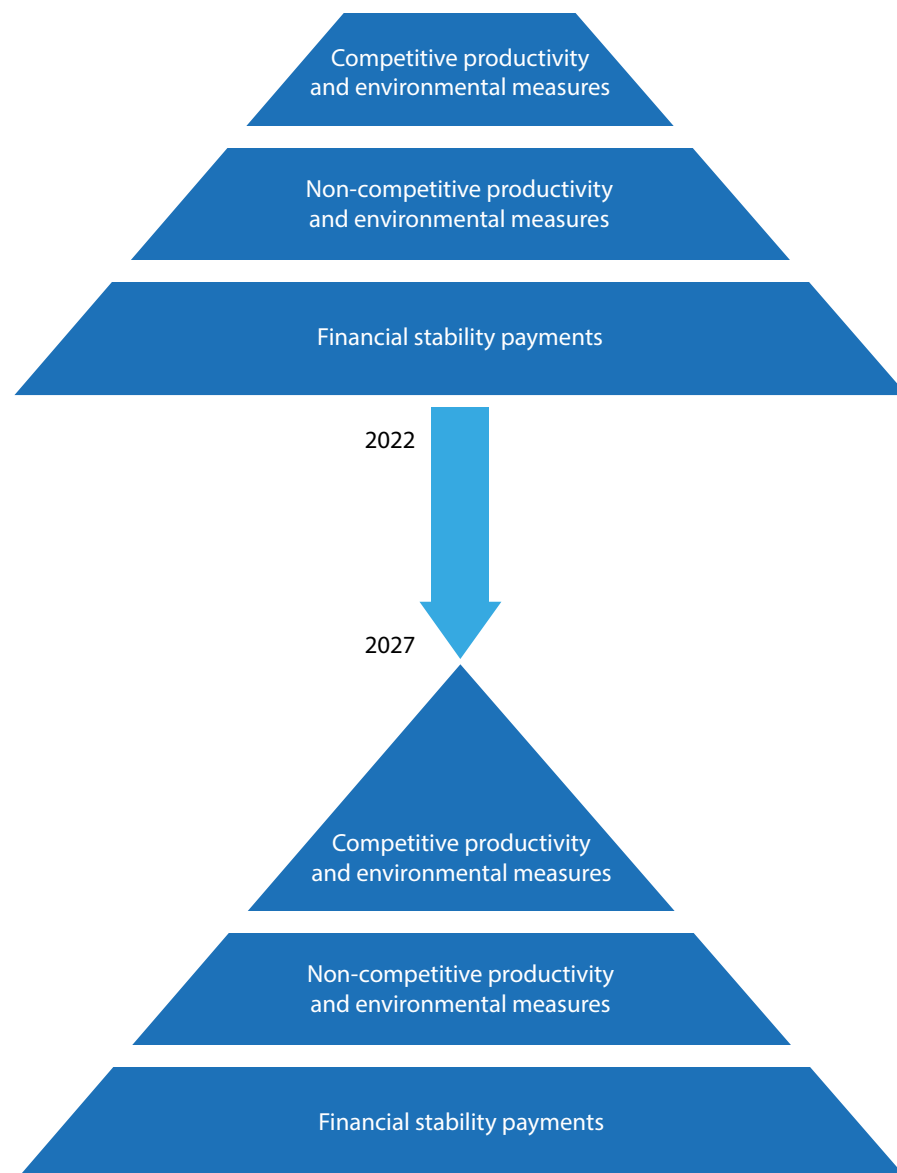 Competitive productivity
and environmental measures
Non-competitive productivity
and environmental measures
Financial stability payments
2022
2027
Competitive productivity
and environmental measures
Non-competitive productivity
and environmental measures
Financial stability payments